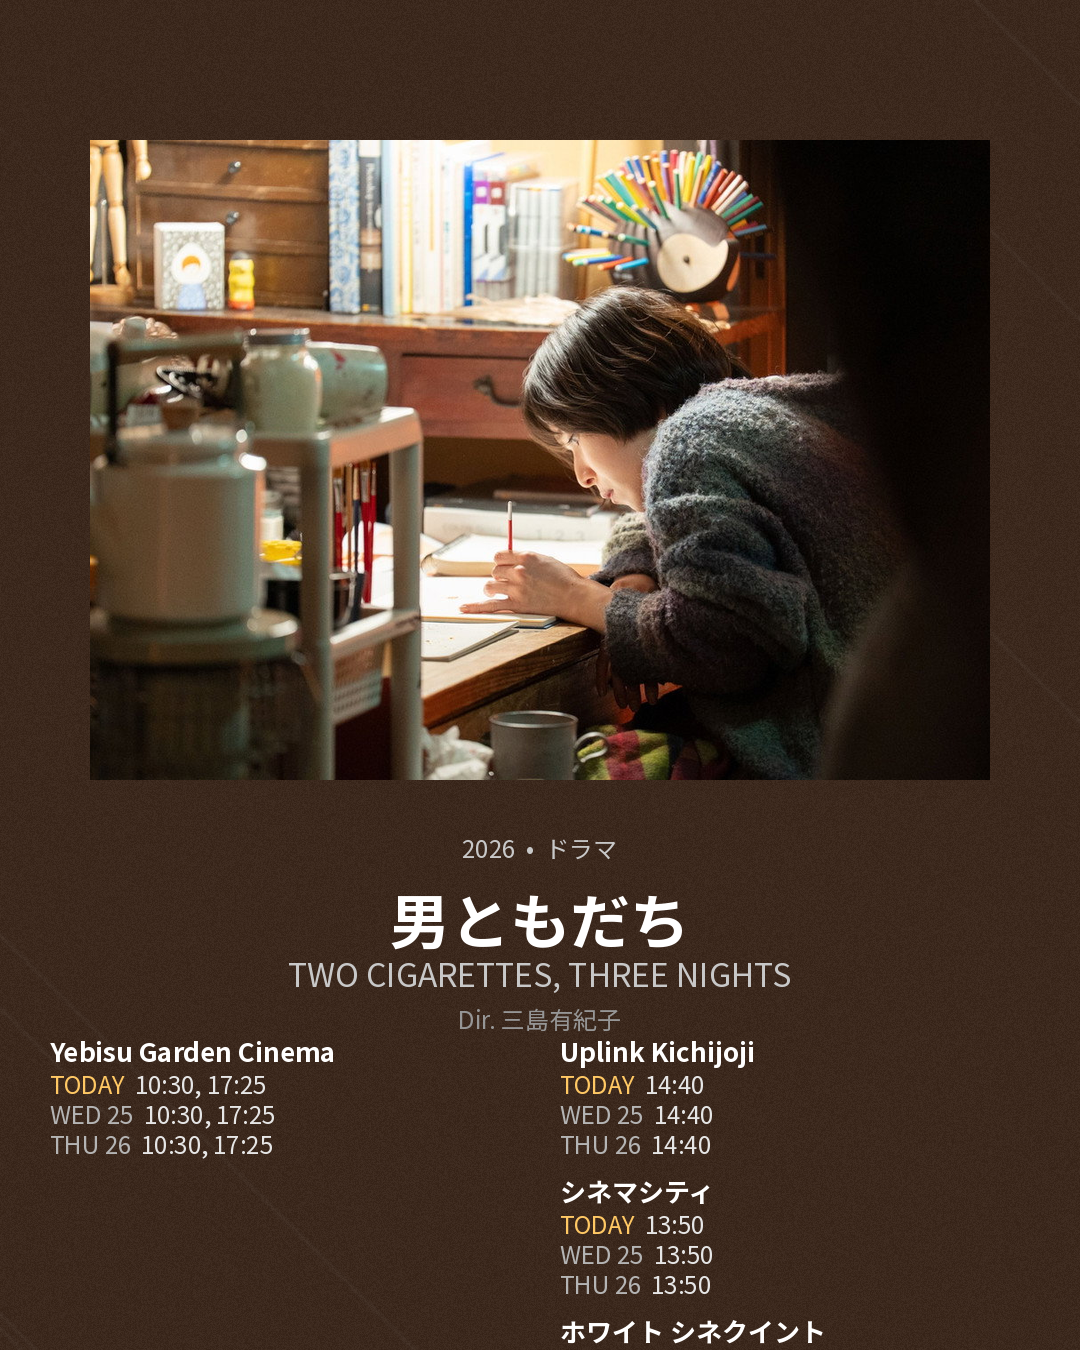 2026 • ドラマ
男ともだち
TWO CIGARETTES, THREE NIGHTS
Dir. 三島有紀子
Yebisu Garden Cinema
TODAY 10:30, 17:25
WED 25 10:30, 17:25
THU 26 10:30, 17:25
Uplink Kichijoji
TODAY 14:40
WED 25 14:40
THU 26 14:40
シネマシティ
TODAY 13:50
WED 25 13:50
THU 26 13:50
ホワイト シネクイント